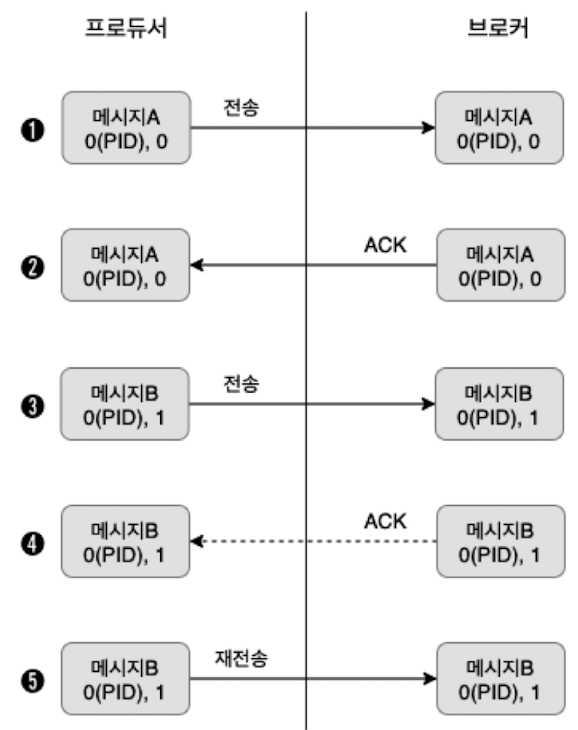 프로듀서
브로커
❶
메시지A
0(PID), 0
전송
메시지A
0(PID), 0
❷
메시지A
0(PID), 0
ACK
메시지A
0(PID), 0
❸
메시지B
0(PID), 1
전송
메시지B
0(PID), 1
❹
메시지B
0(PID), 1
ACK
메시지B
0(PID), 1
❺
메시지B
0(PID), 1
재전송
메시지B
0(PID), 1